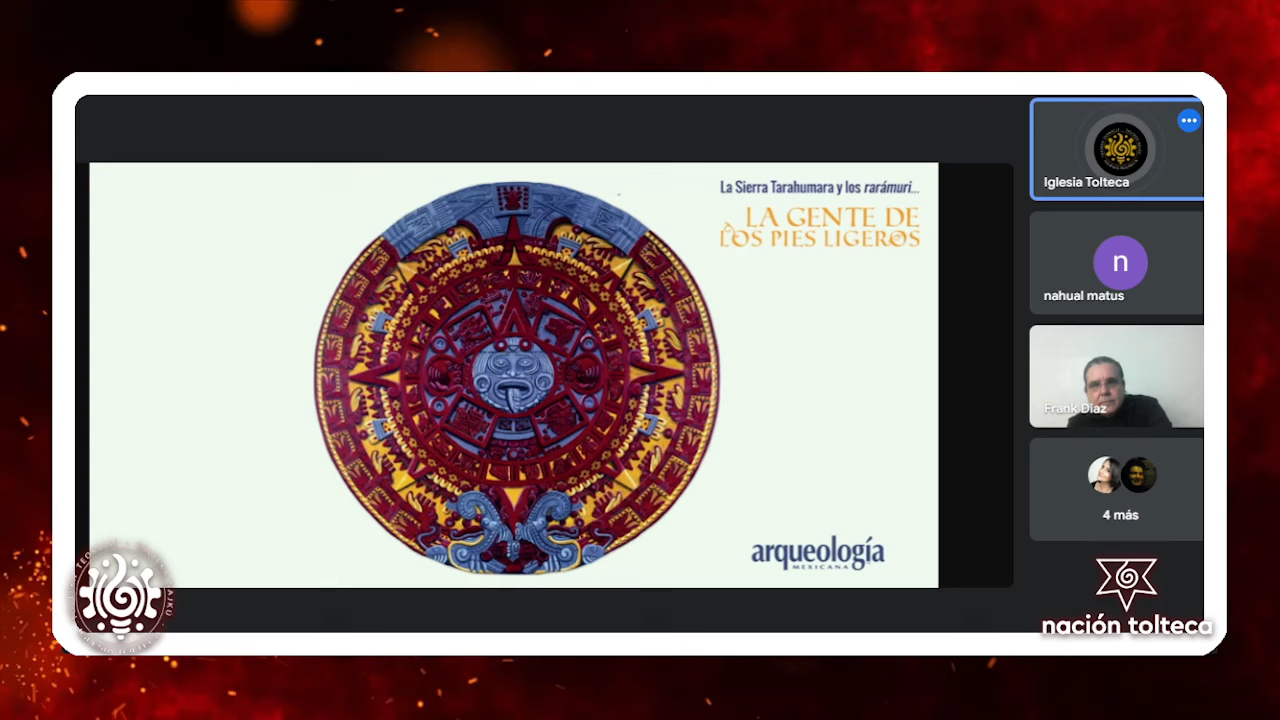 La Sierra Tarahumara y los rarámuri...
LA GENTE DE
LOS PIES LIGEROS
arqueología
MEXICANA
Iglesia Tolteca
n
nahual matus
Frank Diaz
4 más
nación tolteca